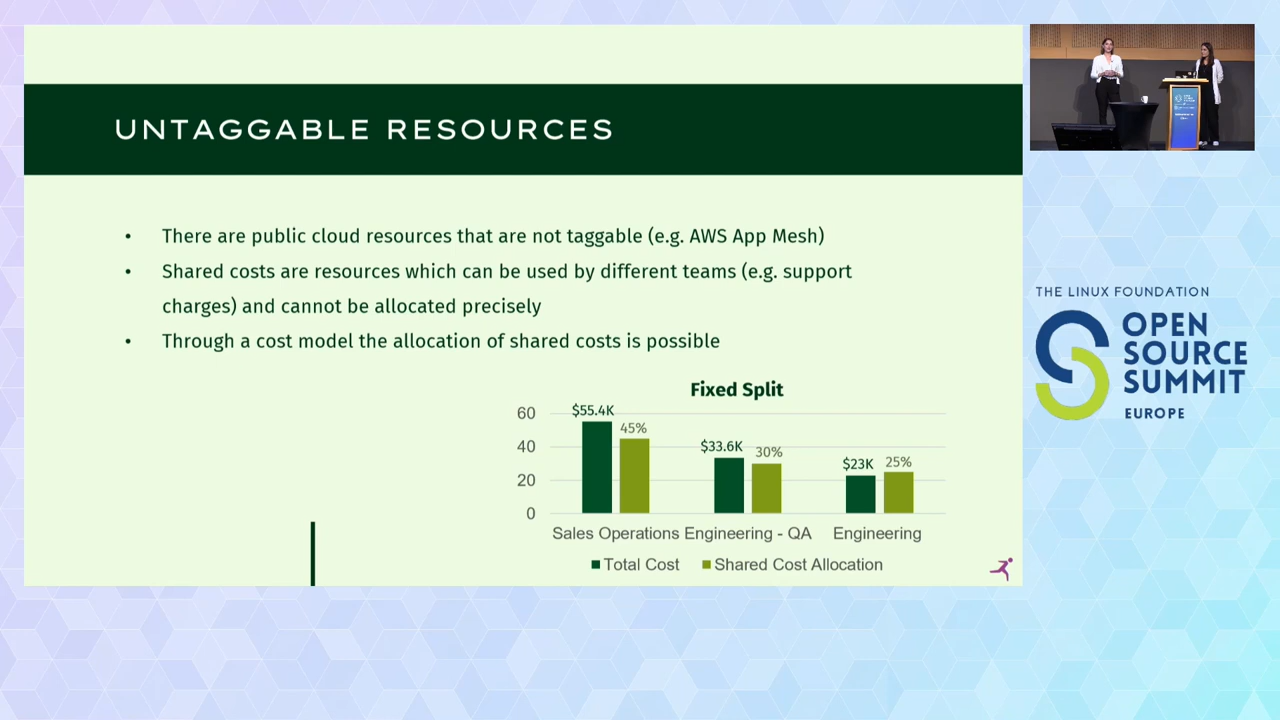 UNTAGGABLE RESOURCES
• There are public cloud resources that are not taggable (e.g. AWS App Mesh)
• Shared costs are resources which can be used by different teams (e.g. support
charges) and cannot be allocated precisely
• Through a cost model the allocation of shared costs is possible
Fixed Split
60
40
20
0
$55.4K
45%
$33.6K
30%
$23K
25%
Sales Operations
Engineering - QA
Engineering
Total Cost
Shared Cost Allocation
THE LINUX FOUNDATION
OPEN
SOURCE
SUMMIT
EUROPE